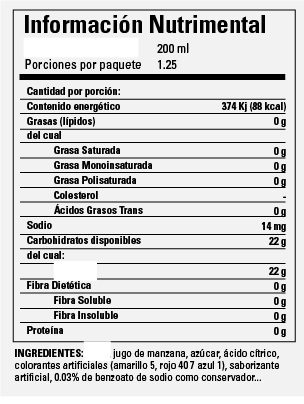 Información Nutrimental
200 ml
Porciones por paquete 1.25
Cantidad por porción:
Contenido energético 374 Kj (88 kcal)
Grasas (lípidos) 0 g
del cual
Grasa Saturada 0 g
Grasa Monoinsaturada 0 g
Grasa Polisaturada 0 g
Colesterol -
Ácidos Grasos Trans 0 g
Sodio 14 mg
Carbohidratos disponibles 22 g
del cual:
22 g
Fibra Dietética 0 g
Fibra Soluble 0 g
Fibra Insoluble 0 g
Proteína 0 g
INGREDIENTES: jugo de manzana, azúcar, ácido cítrico,
colorantes artificiales (amarillo 5, rojo 40 7 azul 1), saborizante
artificial, 0.03% de benzoato de sodio como conservador...